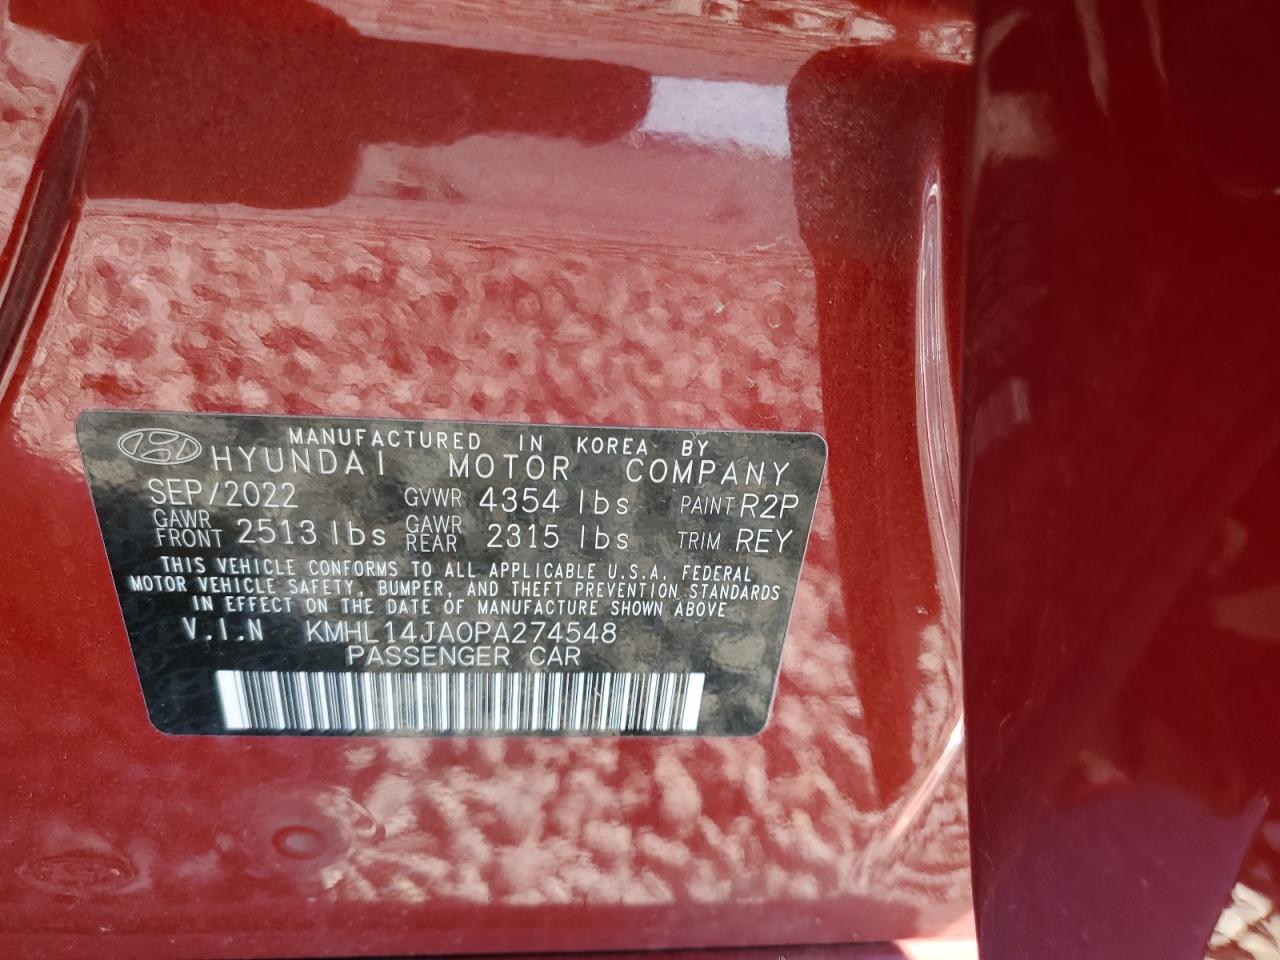 MANUFACTURED IN KOREA BY
HYUNDAI MOTOR COMPANY
SEP/2022 GVWR 4354 lbs PAINT R2P
GAWR FRONT 2513 lbs GAWR REAR 2315 lbs TRIM REY
THIS VEHICLE CONFORMS TO ALL APPLICABLE U.S.A. FEDERAL
MOTOR VEHICLE SAFETY, BUMPER, AND THEFT PREVENTION STANDARDS
IN EFFECT ON THE DATE OF MANUFACTURE SHOWN ABOVE
V.I.N KMHL14JA0PA274548
PASSENGER CAR